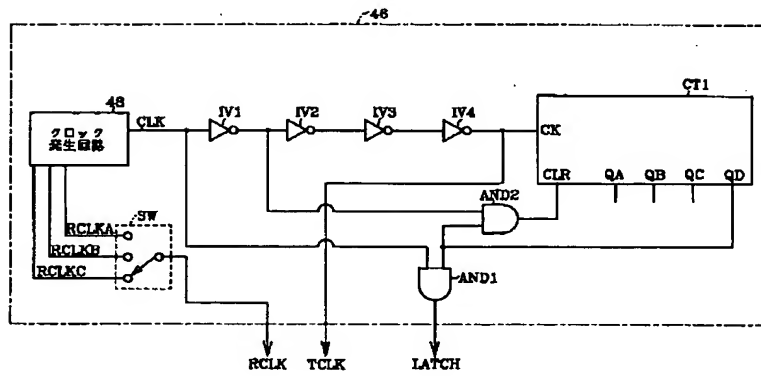 46
48
クロック
発生回路
CLK
IV1
IV2
IV3
IV4
CT1
CK
CLR
QA
QB
QC
QD
AND2
SW
RCLKA
RCLKB
RCLKC
AND1
RCLK
TCLK
LATCH